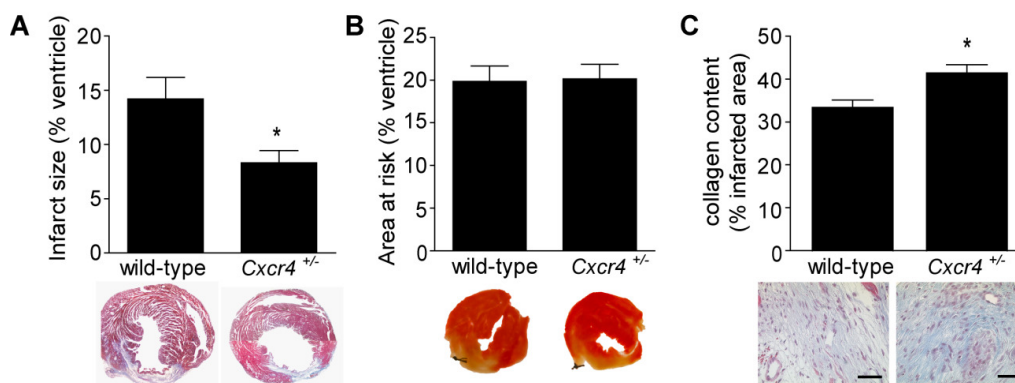 A
Infarct size (% ventricle)
20
15
10
5
0
*
wild-type
Cxcr4 +/-
B
Area at risk (% ventricle)
25
20
15
10
5
0
wild-type
Cxcr4 +/-
C
collagen content
(% infarcted area)
50
40
30
40
10
0
*
wild-type
Cxcr4 +/-